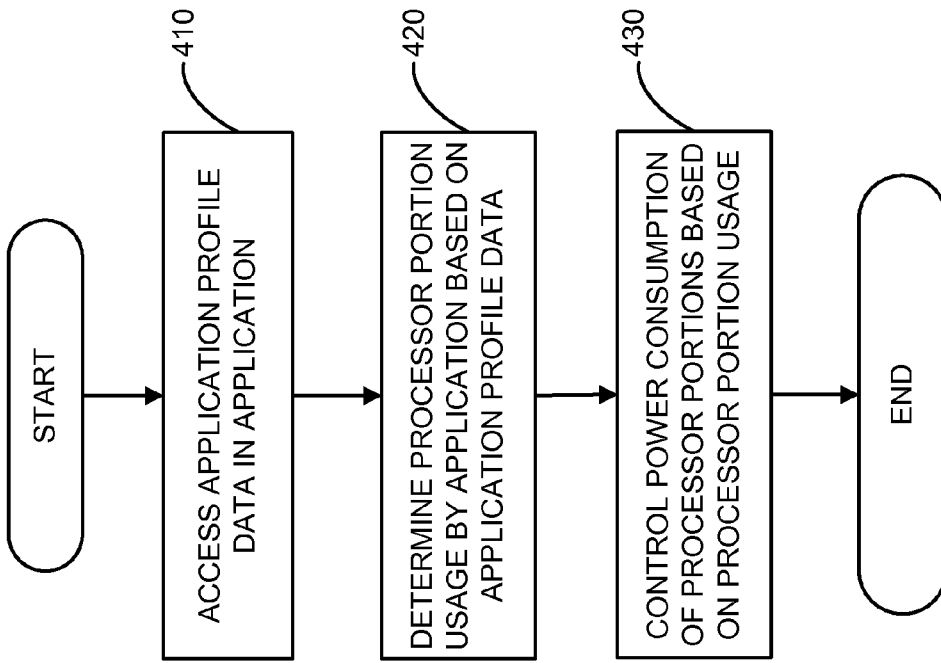 START
ACCESS APPLICATION PROFILE
DATA IN APPLICATION
410
DETERMINE PROCESSOR PORTION
USAGE BY APPLICATION BASED ON
APPLICATION PROFILE DATA
420
CONTROL POWER CONSUMPTION
OF PROCESSOR PORTIONS BASED
ON PROCESSOR PORTION USAGE
430
END